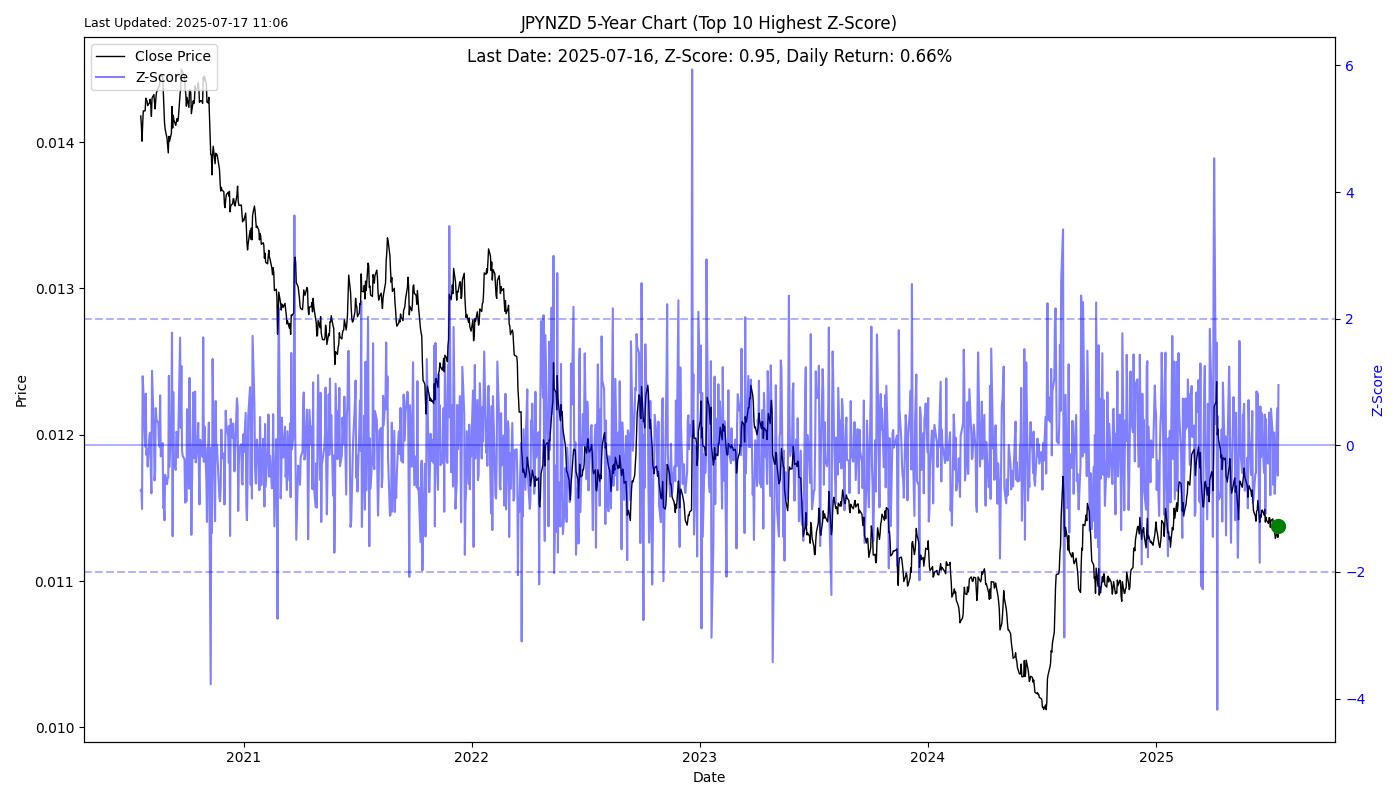 Last Updated: 2025-07-17 11:06
JPYNZD 5-Year Chart (Top 10 Highest Z-Score)
Last Date: 2025-07-16, Z-Score: 0.95, Daily Return: 0.66%
Close Price
Z-Score
0.014
0.013
0.012
0.011
0.010
Price
6
4
2
0
−2
−4
Z-Score
2021
2022
2023
2024
2025
Date